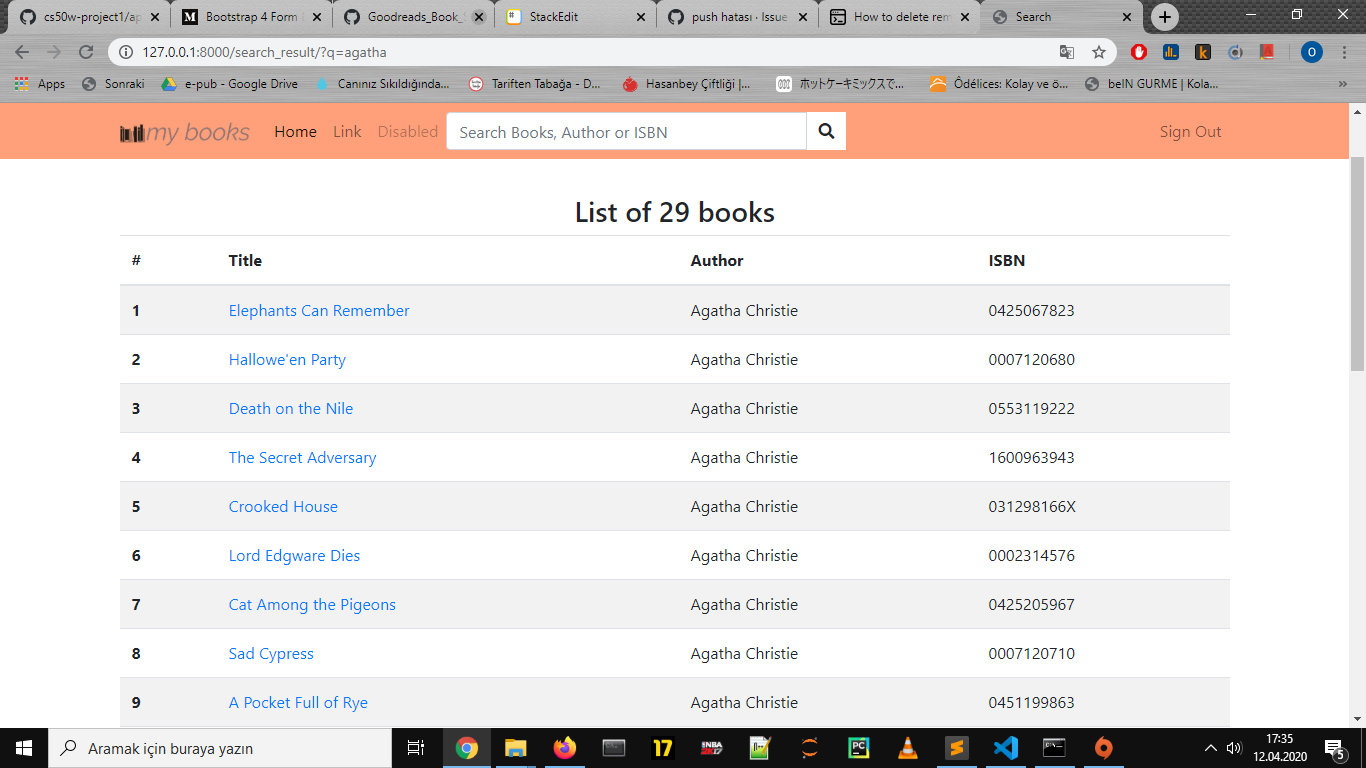 cs50w-project1/ap
Bootstrap 4 Form
Goodreads_Book_
StackEdit
push hatası · Issue
How to delete rem
Search
127.0.0.1:8000/search_result/?q=agatha
O
Apps
Sonraki
e-pub - Google Drive
Canınız Sıkıldığında...
Tariften Tabağa - D...
Hasanbey Çiftliği |...
ホットケーキミックスで...
Ôdélices: Kolay ve ö...
beIN GURME | Kola...
»
my books
Home
Link
Disabled
Search Books, Author or ISBN
Sign Out
List of 29 books
# Title Author ISBN
1 Elephants Can Remember Agatha Christie 0425067823
2 Hallowe'en Party Agatha Christie 0007120680
3 Death on the Nile Agatha Christie 0553119222
4 The Secret Adversary Agatha Christie 1600963943
5 Crooked House Agatha Christie 031298166X
6 Lord Edgware Dies Agatha Christie 0002314576
7 Cat Among the Pigeons Agatha Christie 0425205967
8 Sad Cypress Agatha Christie 0007120710
9 A Pocket Full of Rye Agatha Christie 0451199863
Aramak için buraya yazın
17
17:35
12.04.2020
5